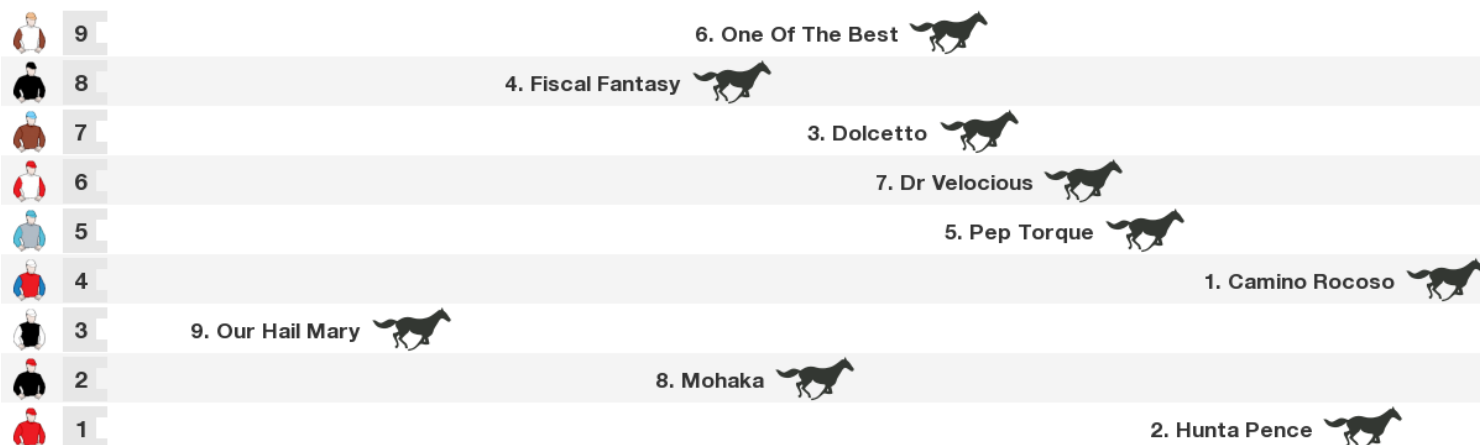 9 6. One Of The Best
8 4. Fiscal Fantasy
7 3. Dolcetto
6 7. Dr Velocious
5 5. Pep Torque
4 1. Camino Rocoso
3 9. Our Hail Mary
2 8. Mohaka
1 2. Hunta Pence